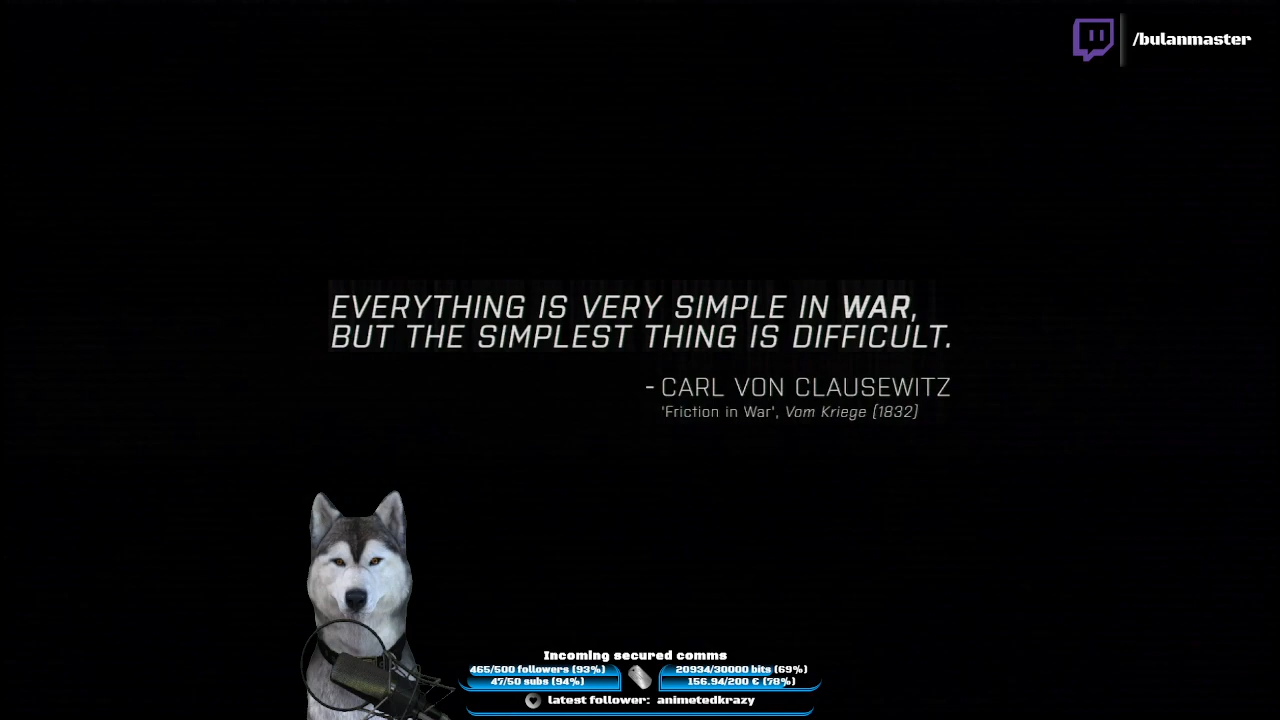 /bulanmaster
EVERYTHING IS VERY SIMPLE IN WAR,
BUT THE SIMPLEST THING IS DIFFICULT.
- CARL VON CLAUSEWITZ
'Friction in War', Vom Kriege (1832)
Incoming secured comms
465/500 followers (93%)
20934/30000 bits (69%)
47/50 subs (94%)
156.94/200 € (78%)
latest follower: animetedkrazy